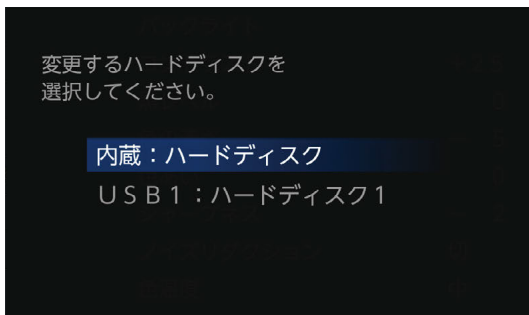 変更するハードディスクを
選択してください。
内蔵：ハードディスク
ＵＳＢ１：ハードディスク１